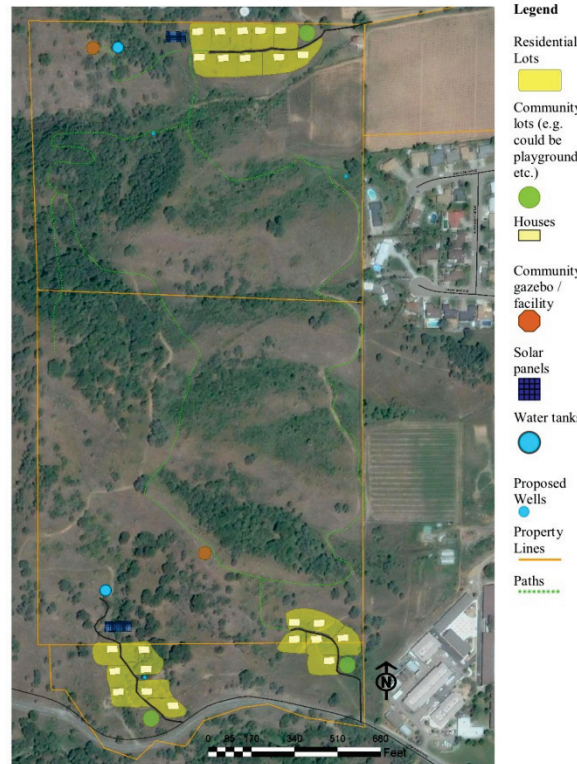 Legend
Residential
Lots
Community
lots (e.g.
could be
playground
etc.)
Houses
Community
gazebo /
facility
Solar
panels
Water tanks
Proposed
Wells
Property
Lines
Paths
N
0 85 170 340 510 680
Feet